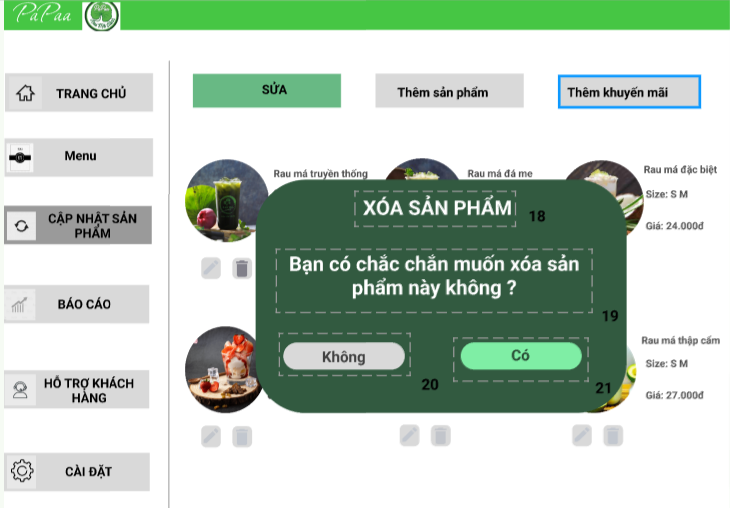 PaPaa
TRANG CHỦ
Menu
CẬP NHẬT SẢN
PHẨM
BÁO CÁO
HỖ TRỢ KHÁCH
HÀNG
CÀI ĐẶT
SỬA
Thêm sản phẩm
Thêm khuyến mãi
Rau má truyền thống
Rau má đá me
Rau má đặc biệt
Size: S M
Giá: 24.000đ
XÓA SẢN PHẨM
18
Bạn có chắc chắn muốn xóa sản
phẩm này không ?
19
Không
20
Có
21
Rau má thập cẩm
Size: S M
Giá: 27.000đ